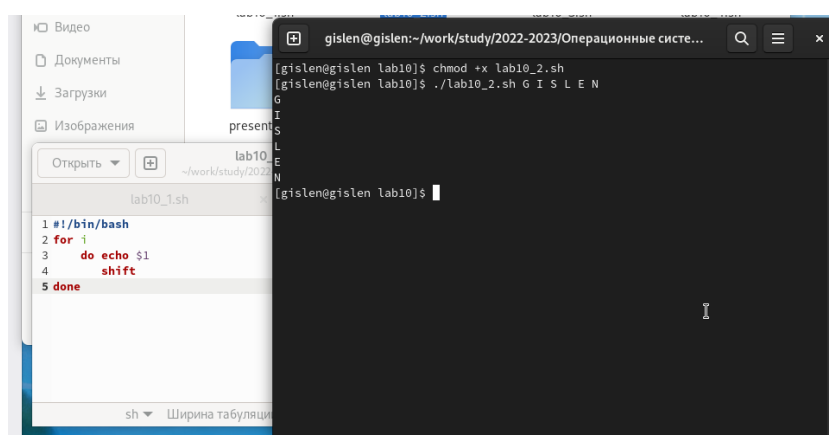 Видео
Документы
Загрузки
Изображения
present
Открыть
lab10_
~/work/study/2022
lab10_1.sh
1 #!/bin/bash
2 for i
3 do echo $1
4 shift
5 done
sh Ширина табуляци
gislen@gislen:~/work/study/2022-2023/Операционные систе...
[gislen@gislen lab10]$ chmod +x lab10_2.sh
[gislen@gislen lab10]$ ./lab10_2.sh G I S L E N
G
I
S
L
E
N
[gislen@gislen lab10]$